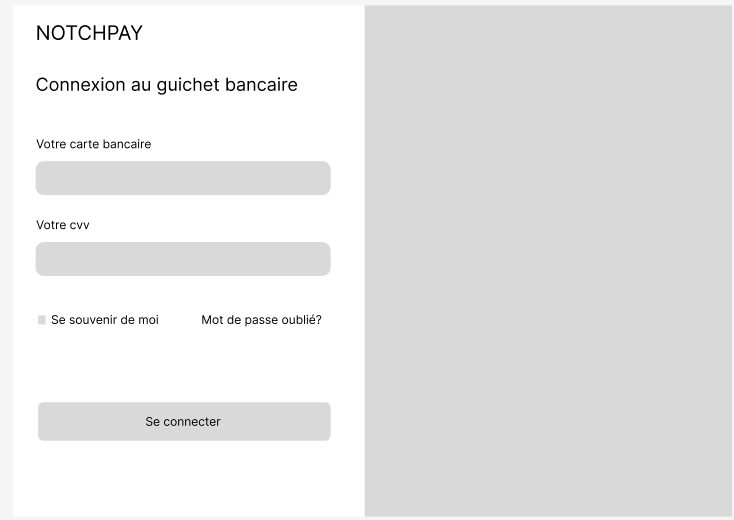 NOTCHPAY
Connexion au guichet bancaire
Votre carte bancaire
Votre cvv
Se souvenir de moi
Mot de passe oublié?
Se connecter